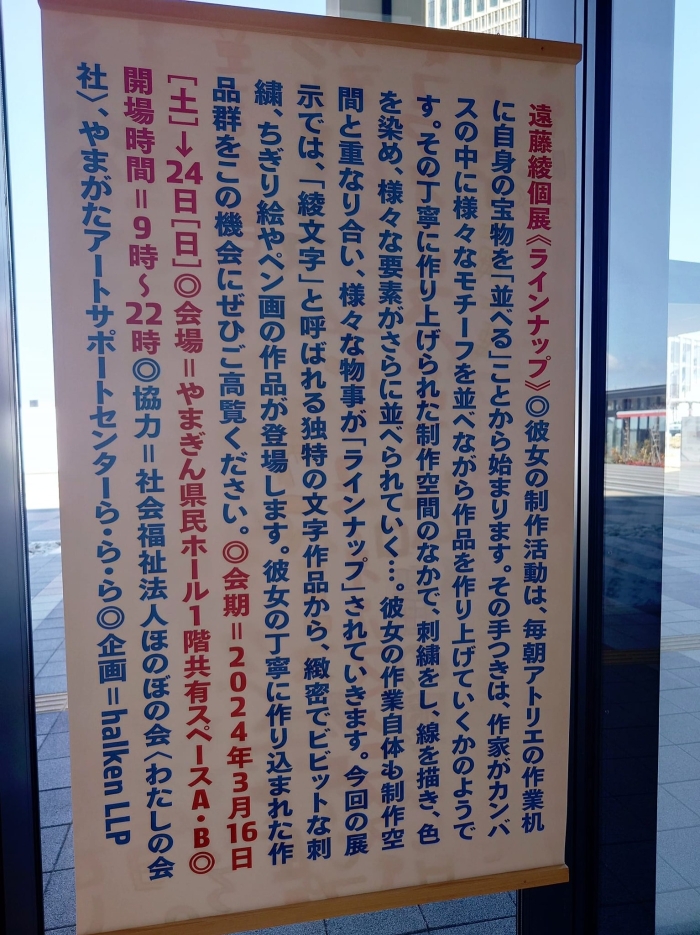 遠藤綾個展《ラインナップ》◎彼女の制作活動は、毎朝アトリエの作業机
に自身の宝物を「並べる」ことから始まります。その手つきは、作家がカンバ
スの中に様々なモチーフを並べながら作品を作り上げていくかのようで
す。その丁寧に作り上げられた制作空間のなかで、刺繍をし、線を描き、色
を染め、様々な要素がさらに並べられていく…。彼女の作業自体も制作空
間と重なり合い、様々な物事が「ラインナップ」されていきます。今回の展
示では、「綾文字」と呼ばれる独特の文字作品から、緻密でビビットな刺
繍、ちぎり絵やペン画の作品が登場します。彼女の丁寧に作り込まれた作
品群をこの機会にぜひご高覧ください。◎会期＝2024年3月16日
［土］→24日［日］◎会場＝やまぎん県民ホール1階共有スペースA・B◎
開場時間＝9時〜22時◎協力＝社会福祉法人ほのぼの会〈わたしの会
社〉、やまがたアートサポートセンターら・ら・ら◎企画＝halken LLP